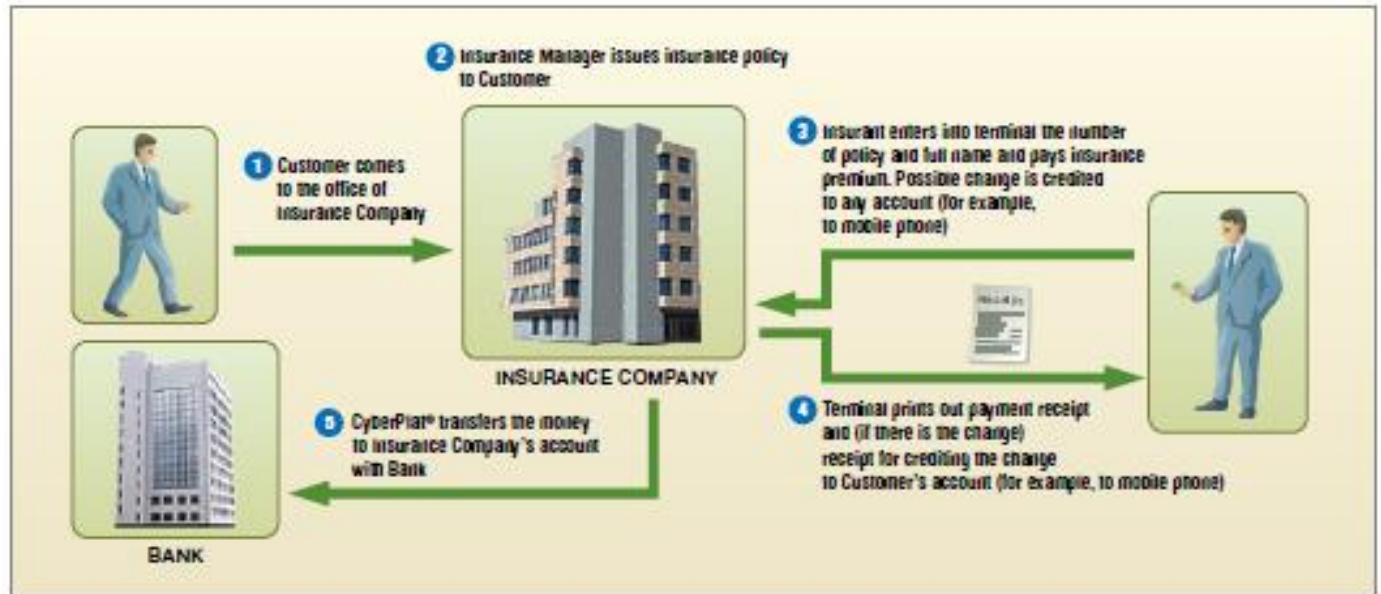 1 Customer comes
to the office of
Insurance Company
2 Insurance Manager issues insurance policy
to Customer
INSURANCE COMPANY
3 Insurant enters into terminal the number
of policy and full name and pays insurance
premium. Possible change is credited
to any account (for example,
to mobile phone)
4 Terminal prints out payment receipt
and (if there is the change)
receipt for crediting the change
to Customer's account (for example, to mobile phone)
5 CyberPlat® transfers the money
to Insurance Company's account
with Bank
BANK